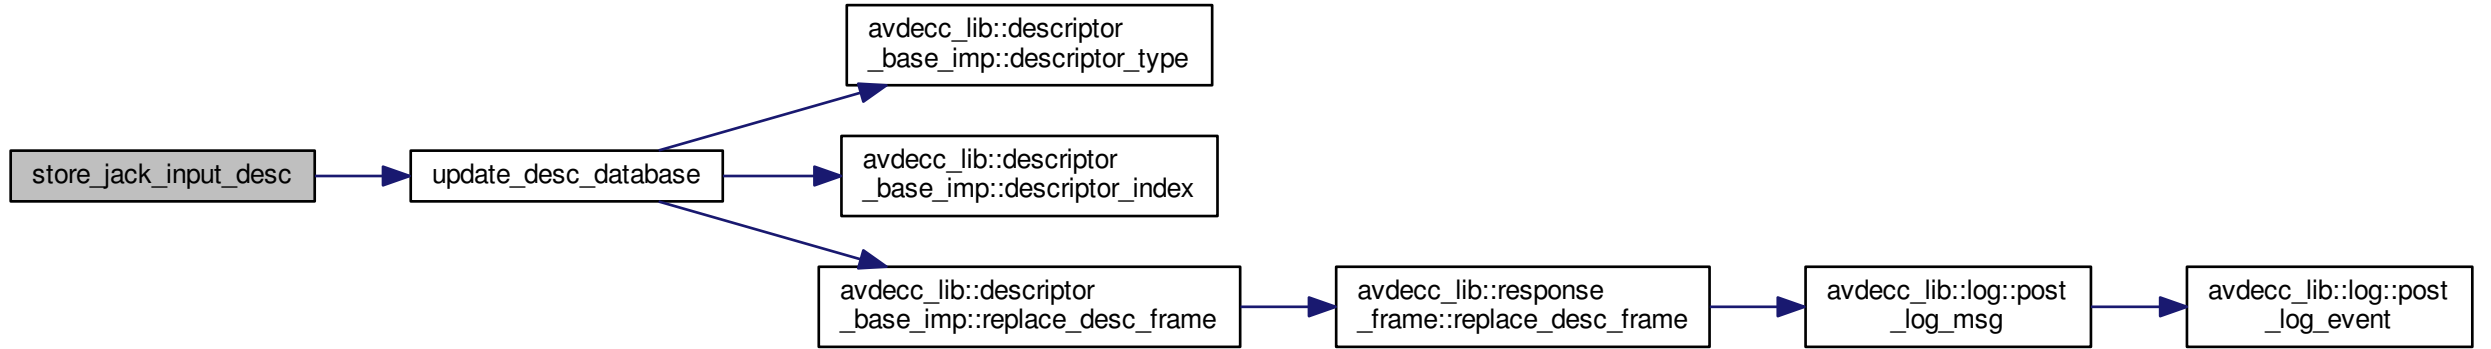 store_jack_input_desc
update_desc_database
avdecc_lib::descriptor
_base_imp::descriptor_type
avdecc_lib::descriptor
_base_imp::descriptor_index
avdecc_lib::descriptor
_base_imp::replace_desc_frame
avdecc_lib::response
_frame::replace_desc_frame
avdecc_lib::log::post
_log_msg
avdecc_lib::log::post
_log_event